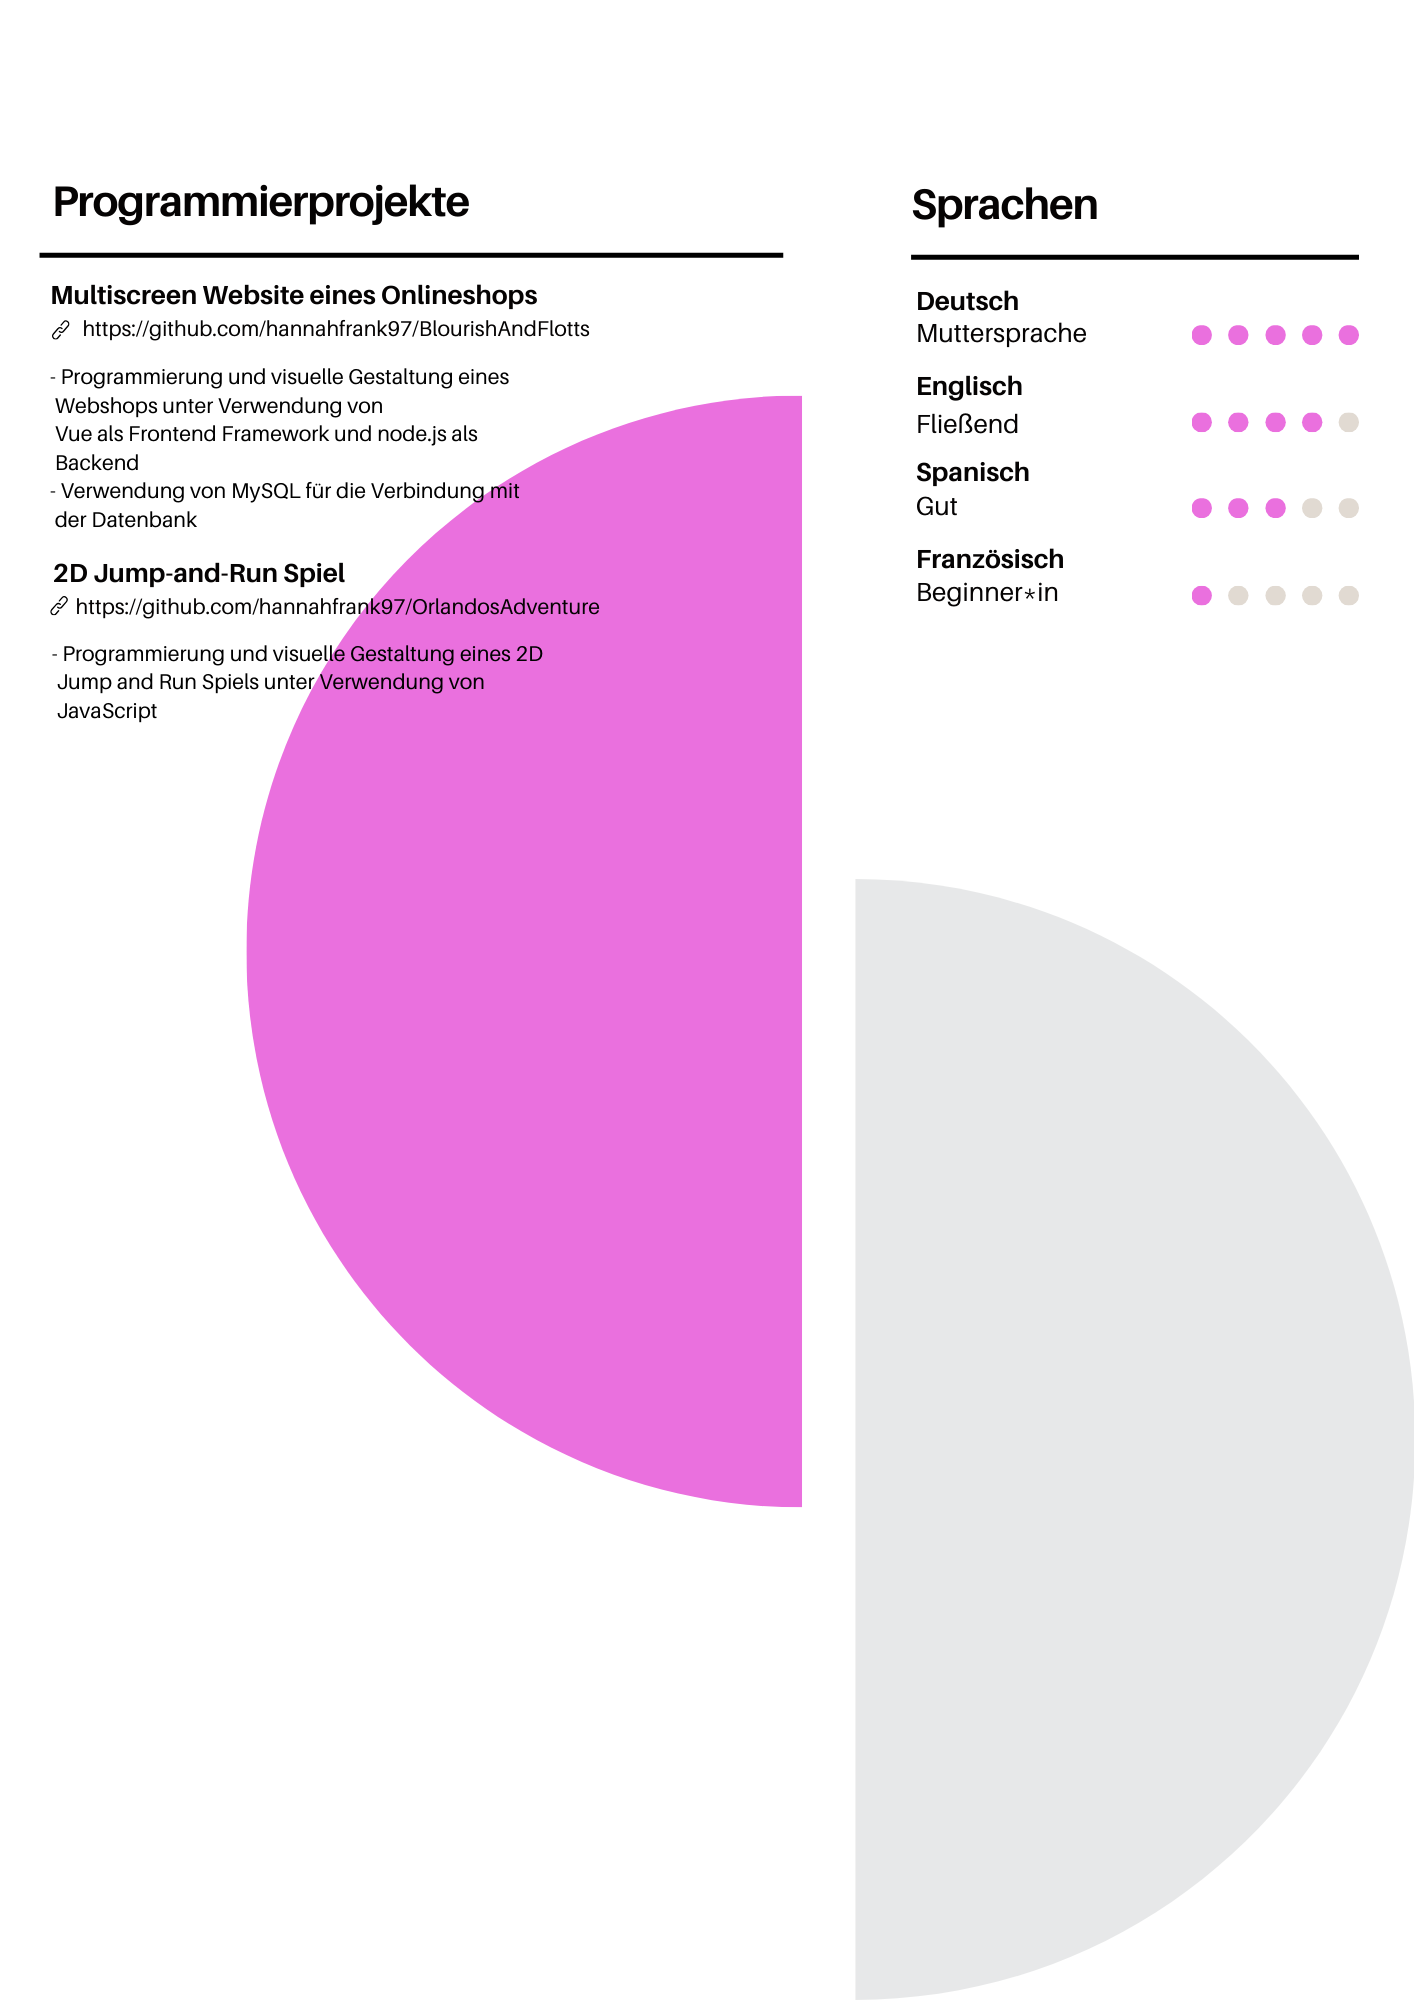 Programmierprojekte
Multiscreen Website eines Onlineshops
https://github.com/hannahfrank97/BlourishAndFlotts
- Programmierung und visuelle Gestaltung eines
Webshops unter Verwendung von
Vue als Frontend Framework und node.js als
Backend
- Verwendung von MySQL für die Verbindung mit
der Datenbank
2D Jump-and-Run Spiel
https://github.com/hannahfrank97/OrlandosAdventure
- Programmierung und visuelle Gestaltung eines 2D
Jump and Run Spiels unter Verwendung von
JavaScript
Sprachen
Deutsch
Muttersprache
Englisch
Fließend
Spanisch
Gut
Französisch
Beginner*in